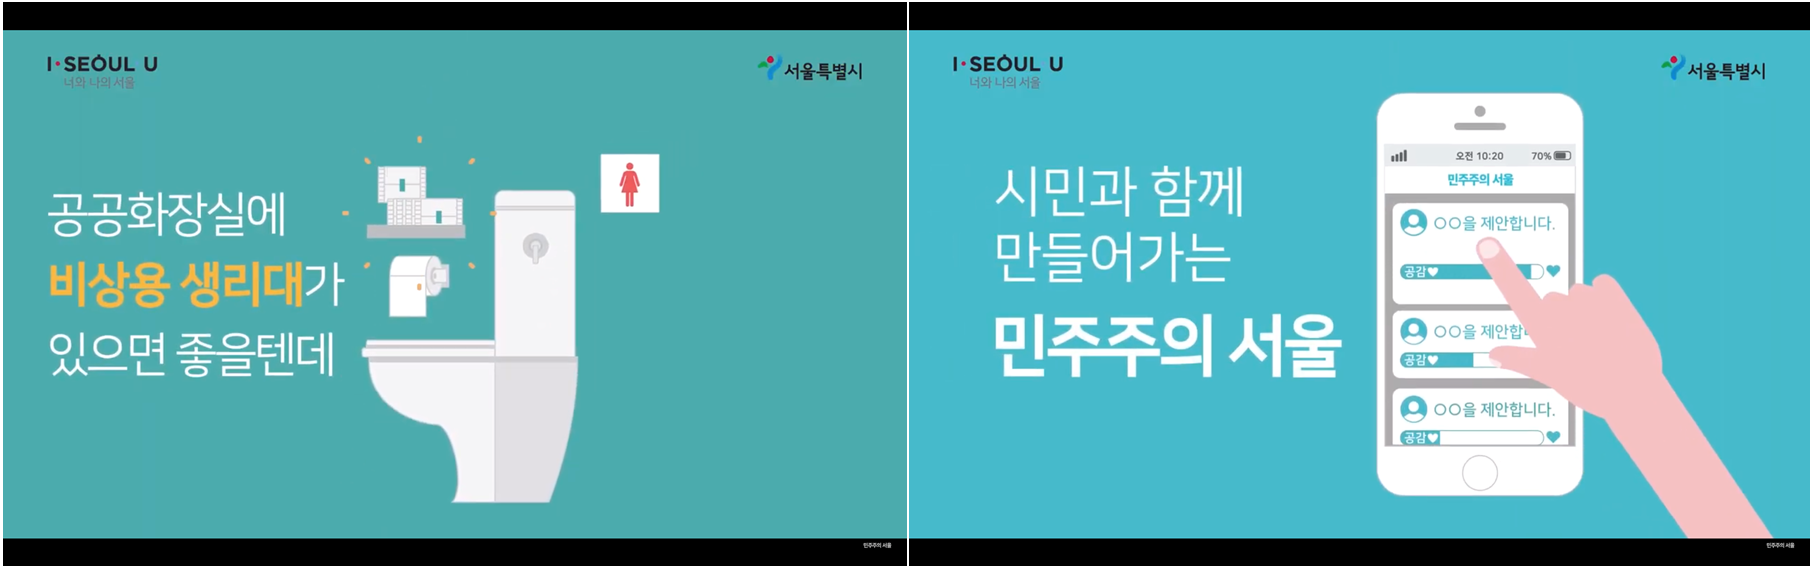 I·SEOUL U
너와 나의 서울
서울특별시
공공화장실에
비상용 생리대가
있으면 좋을텐데
민주주의 서울
I·SEOUL U
너와 나의 서울
서울특별시
시민과 함께
만들어가는
민주주의 서울
오전 10:20 70%
민주주의 서울
○○을 제안합니다.
공감
○○을 제안합니
공감
○○을 제안합니다.
공감
민주주의 서울